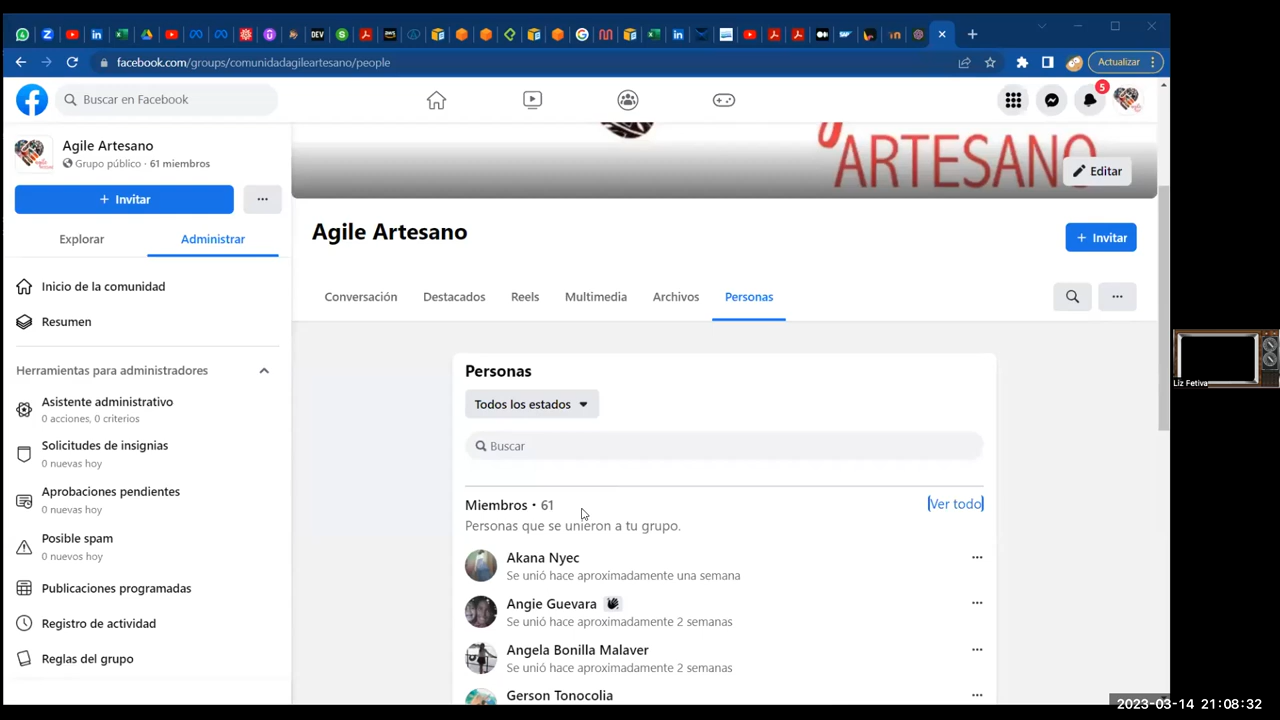 DEV
facebook.com/groups/comunidadagileartesano/people
Actualizar
Buscar en Facebook
5
Agile Artesano
Grupo público · 61 miembros
+ Invitar
Explorar
Administrar
Inicio de la comunidad
Resumen
Herramientas para administradores
Asistente administrativo
0 acciones, 0 criterios
Solicitudes de insignias
0 nuevas hoy
Aprobaciones pendientes
0 nuevas hoy
Posible spam
0 nuevos hoy
Publicaciones programadas
Registro de actividad
Reglas del grupo
ARTESANO
Editar
Agile Artesano
+ Invitar
Conversación
Destacados
Reels
Multimedia
Archivos
Personas
Personas
Todos los estados
Buscar
Miembros · 61
Ver todo
Personas que se unieron a tu grupo.
Akana Nyec
Se unió hace aproximadamente una semana
Angie Guevara
Se unió hace aproximadamente 2 semanas
Angela Bonilla Malaver
Se unió hace aproximadamente 2 semanas
Gerson Tonocolia
Liz Fetiva
2023-03-14 21:08:32